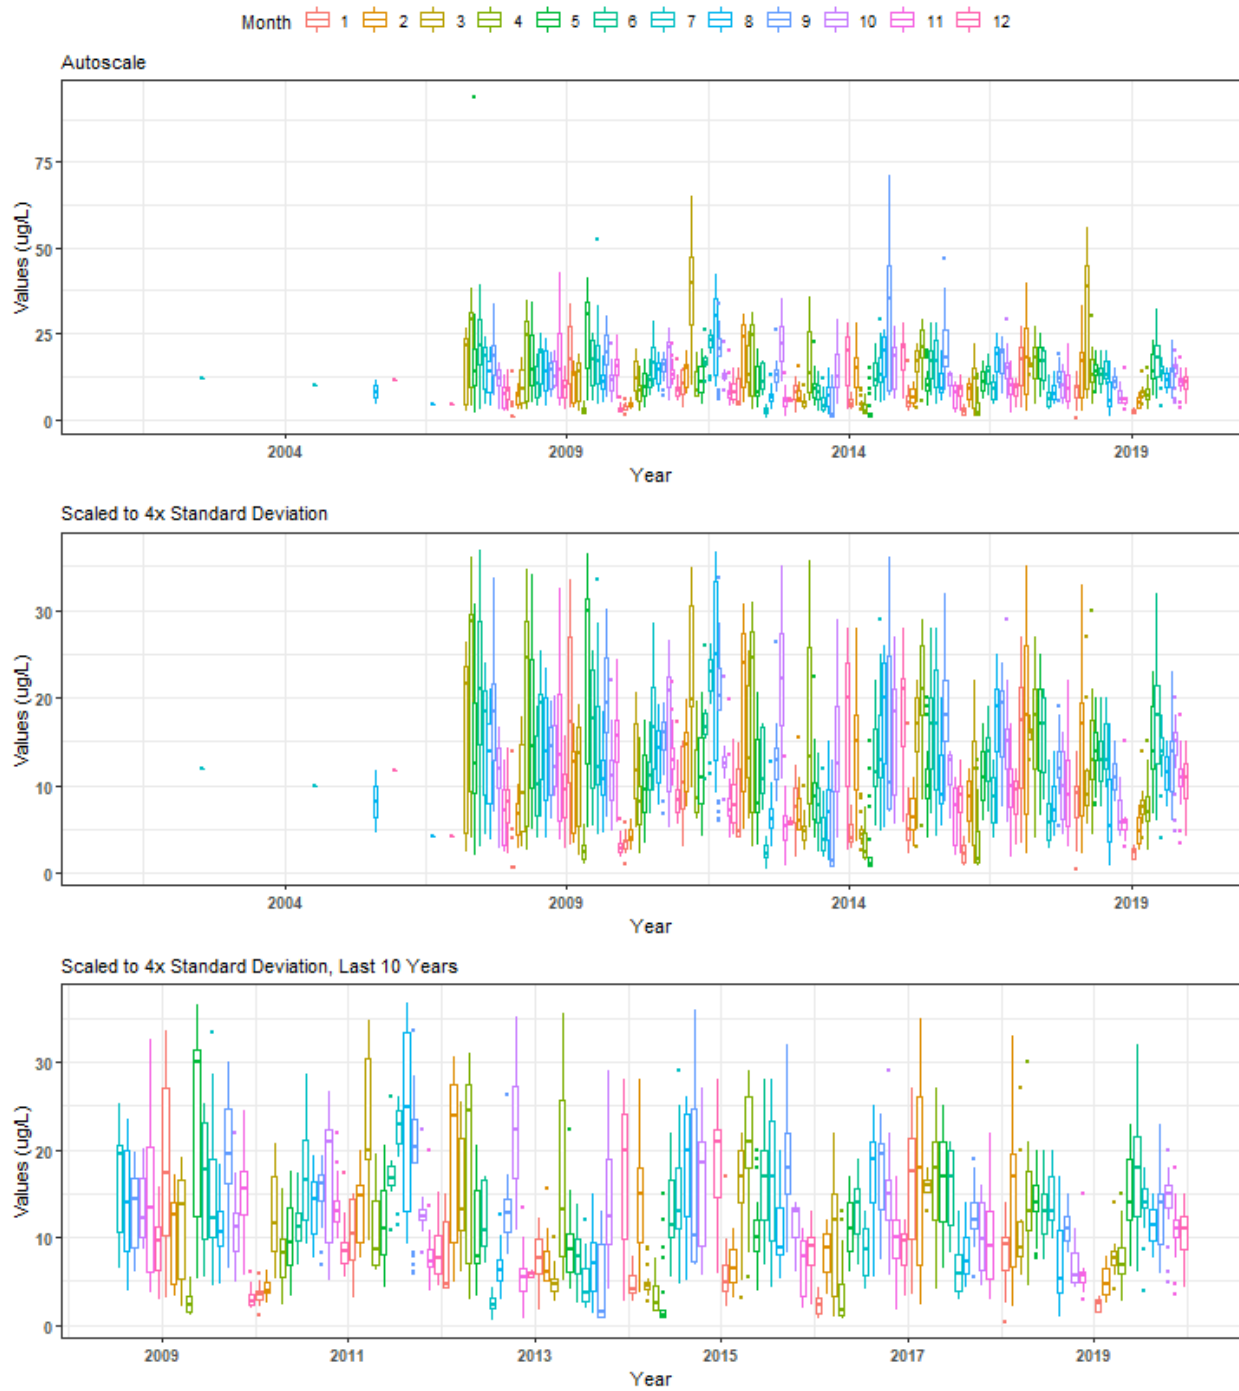 Month 1 2 3 4 5 6 7 8 9 10 11 12
Autoscale
Values (ug/L)
75
50
25
0
2004 2009 2014 2019
Year
Scaled to 4x Standard Deviation
Values (ug/L)
30
20
10
0
2004 2009 2014 2019
Year
Scaled to 4x Standard Deviation, Last 10 Years
Values (ug/L)
30
20
10
0
2009 2011 2013 2015 2017 2019
Year